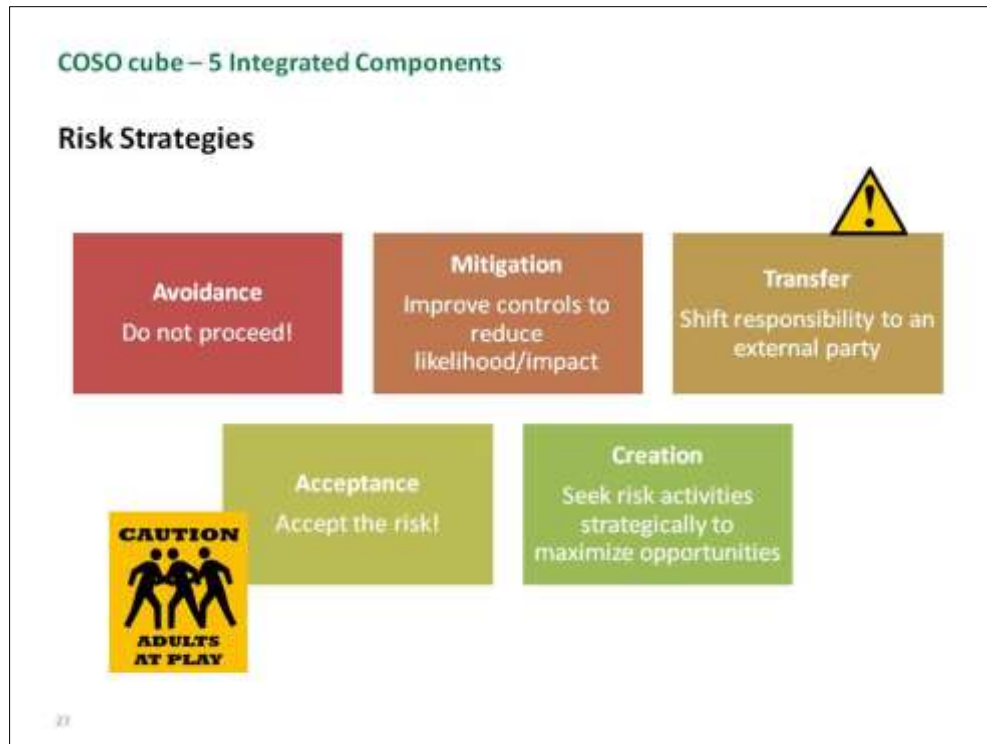 COSO cube – 5 Integrated Components
Risk Strategies
Avoidance
Do not proceed!
Mitigation
Improve controls to
reduce
likelihood/impact
Transfer
Shift responsibility to an
external party
Acceptance
Accept the risk!
Creation
Seek risk activities
strategically to
maximize opportunities
CAUTION
ADULTS
AT PLAY